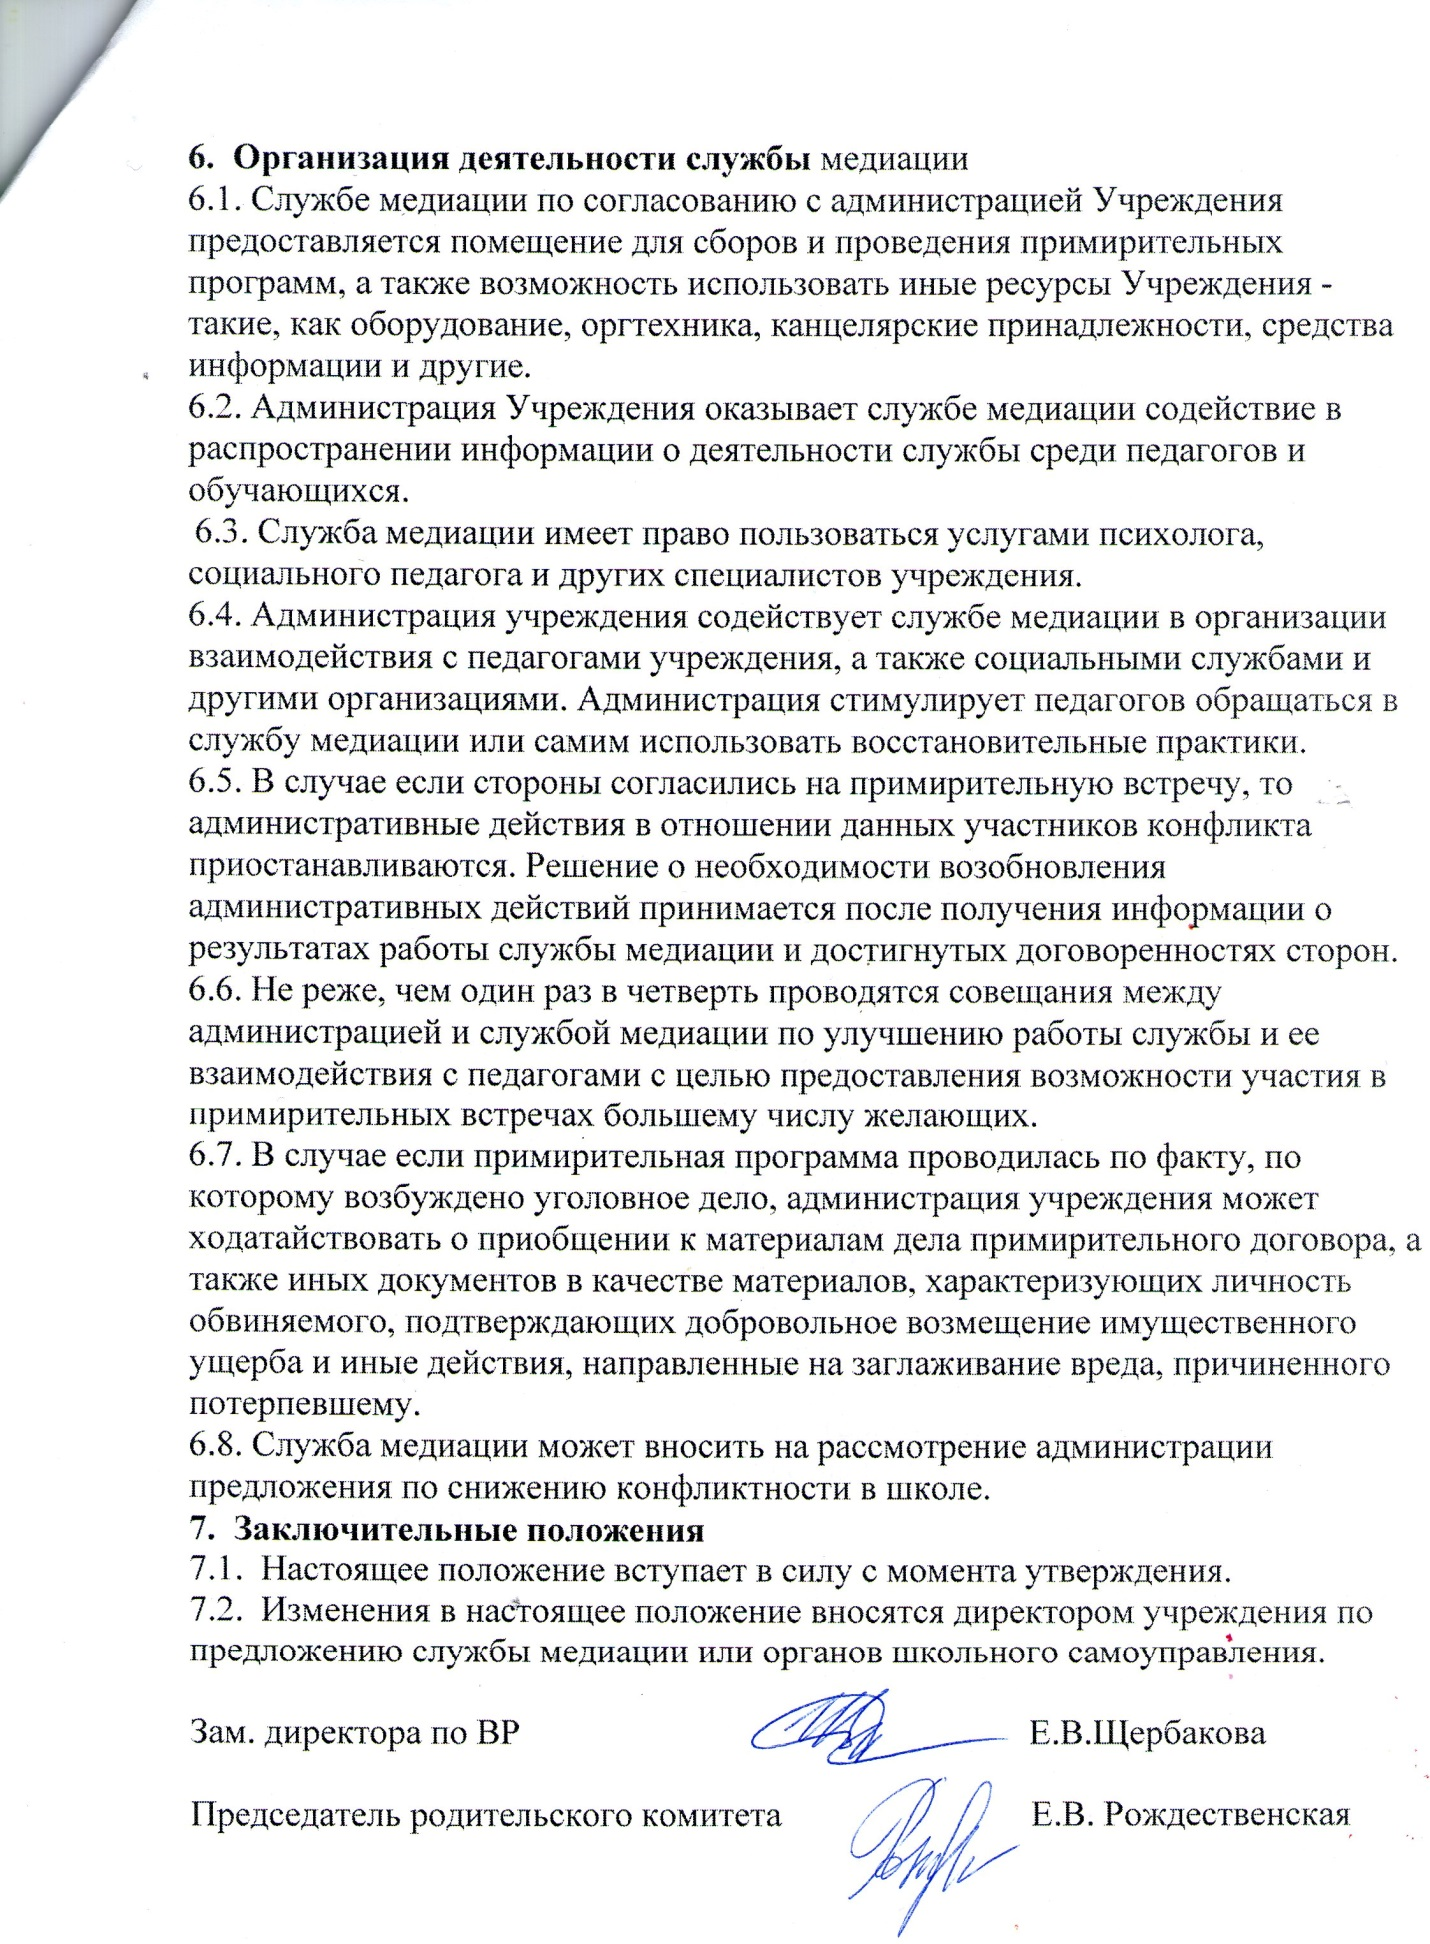 6.  Организация деятельности службы медиации
6.1. Службе медиации по согласованию с администрацией Учреждения
предоставляется помещение для сборов и проведения примирительных
программ, а также возможность использовать иные ресурсы Учреждения -
такие, как оборудование, оргтехника, канцелярские принадлежности, средства
информации и другие.
6.2. Администрация Учреждения оказывает службе медиации содействие в
распространении информации о деятельности службы среди педагогов и
обучающихся.
6.3. Служба медиации имеет право пользоваться услугами психолога,
социального педагога и других специалистов учреждения.
6.4. Администрация учреждения содействует службе медиации в организации
взаимодействия с педагогами учреждения, а также социальными службами и
другими организациями. Администрация стимулирует педагогов обращаться в
службу медиации или самим использовать восстановительные практики.
6.5. В случае если стороны согласились на примирительную встречу, то
административные действия в отношении данных участников конфликта
приостанавливаются. Решение о необходимости возобновления
административных действий принимается после получения информации о
результатах работы службы медиации и достигнутых договоренностях сторон.
6.6. Не реже, чем один раз в четверть проводятся совещания между
администрацией и службой медиации по улучшению работы службы и ее
взаимодействия с педагогами с целью предоставления возможности участия в
примирительных встречах большему числу желающих.
6.7. В случае если примирительная программа проводилась по факту, по
которому возбуждено уголовное дело, администрация учреждения может
ходатайствовать о приобщении к материалам дела примирительного договора, а
также иных документов в качестве материалов, характеризующих личность
обвиняемого, подтверждающих добровольное возмещение имущественного
ущерба и иные действия, направленные на заглаживание вреда, причиненного
потерпевшему.
6.8. Служба медиации может вносить на рассмотрение администрации
предложения по снижению конфликтности в школе.
7.  Заключительные положения
7.1.  Настоящее положение вступает в силу с момента утверждения.
7.2.  Изменения в настоящее положение вносятся директором учреждения по
предложению службы медиации или органов школьного самоуправления.
Зам. директора по ВР Е.В.Щербакова
Председатель родительского комитета Е.В. Рождественская